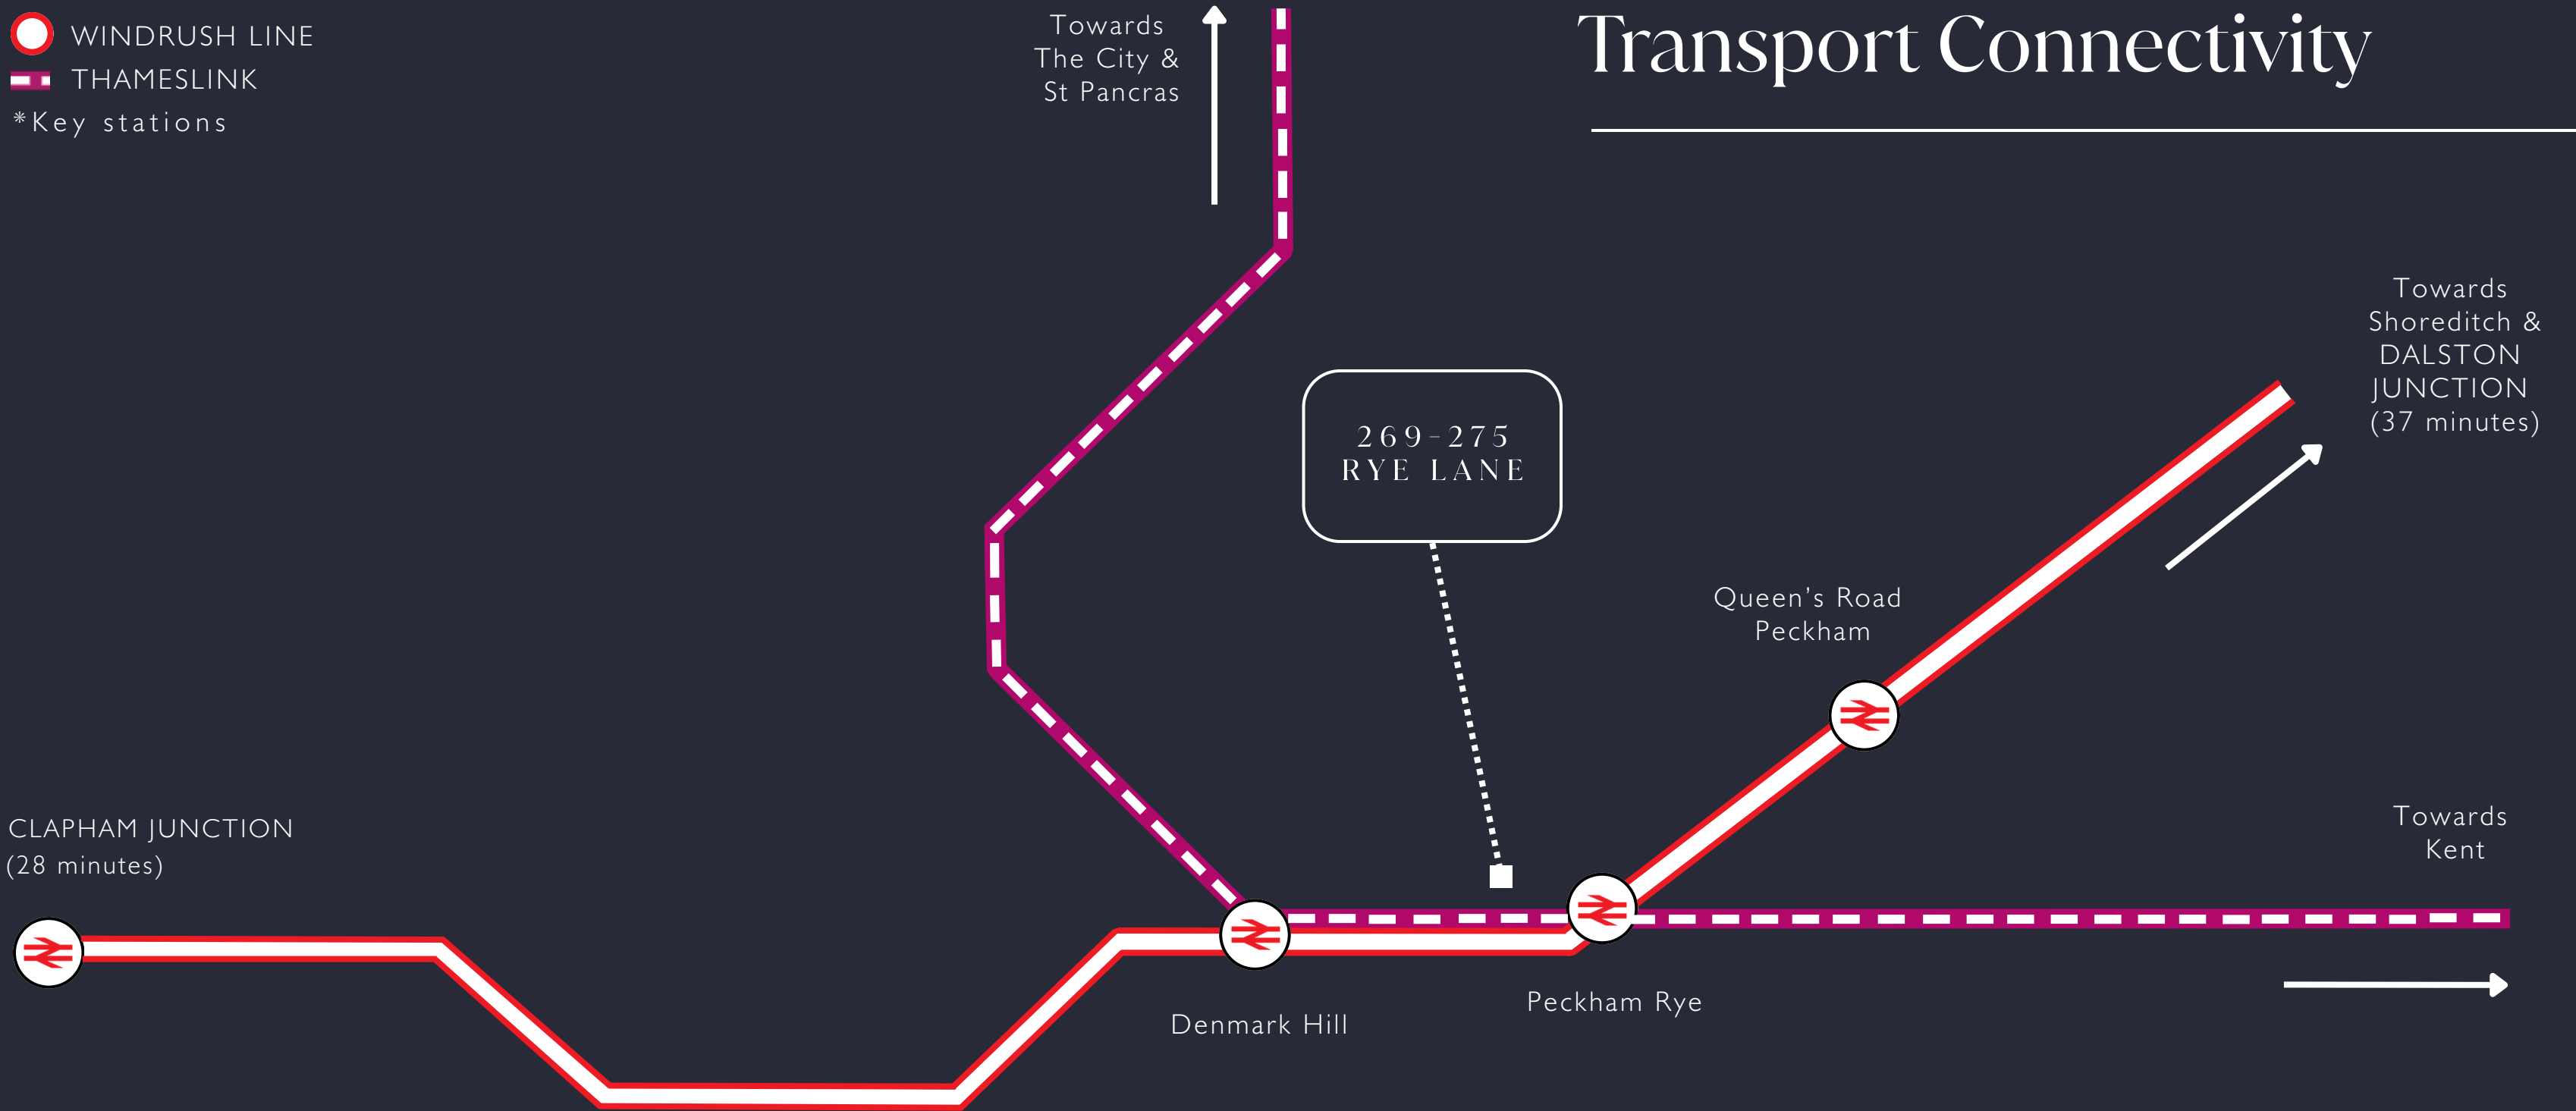 WINDRUSH LINE
THAMESLINK
*Key stations
Towards
The City &
St Pancras
Transport Connectivity
Towards
Shoreditch &
DALSTON
JUNCTION
(37 minutes)
269-275
RYE LANE
Queen's Road
Peckham
CLAPHAM JUNCTION
(28 minutes)
Towards
Kent
Denmark Hill
Peckham Rye